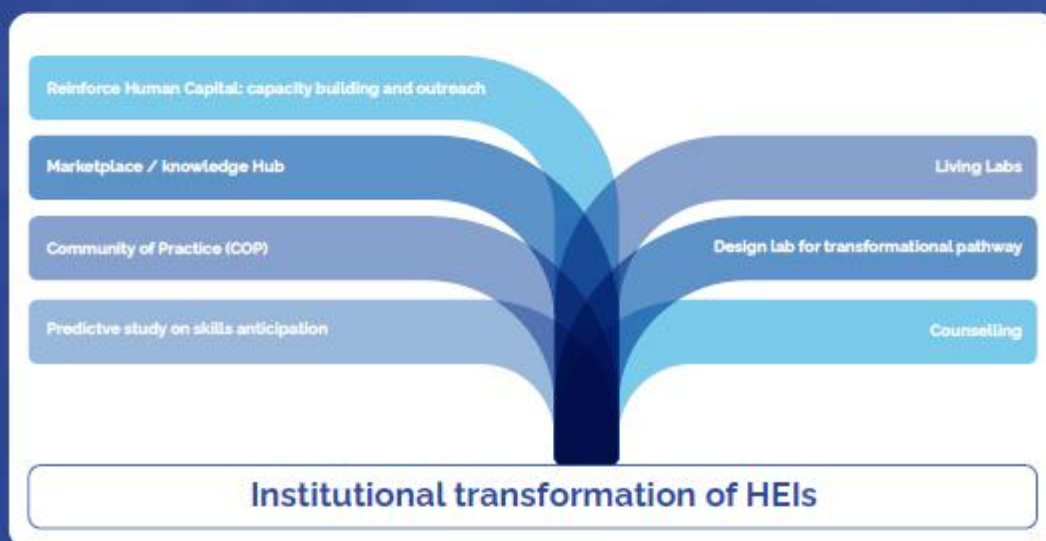 Reinforce Human Capital: capacity building and outreach
Marketplace / knowledge Hub
Community of Practice (COP)
Predictve study on skills anticipation
Living Labs
Design lab for transformational pathway
Counselling
Institutional transformation of HEIs